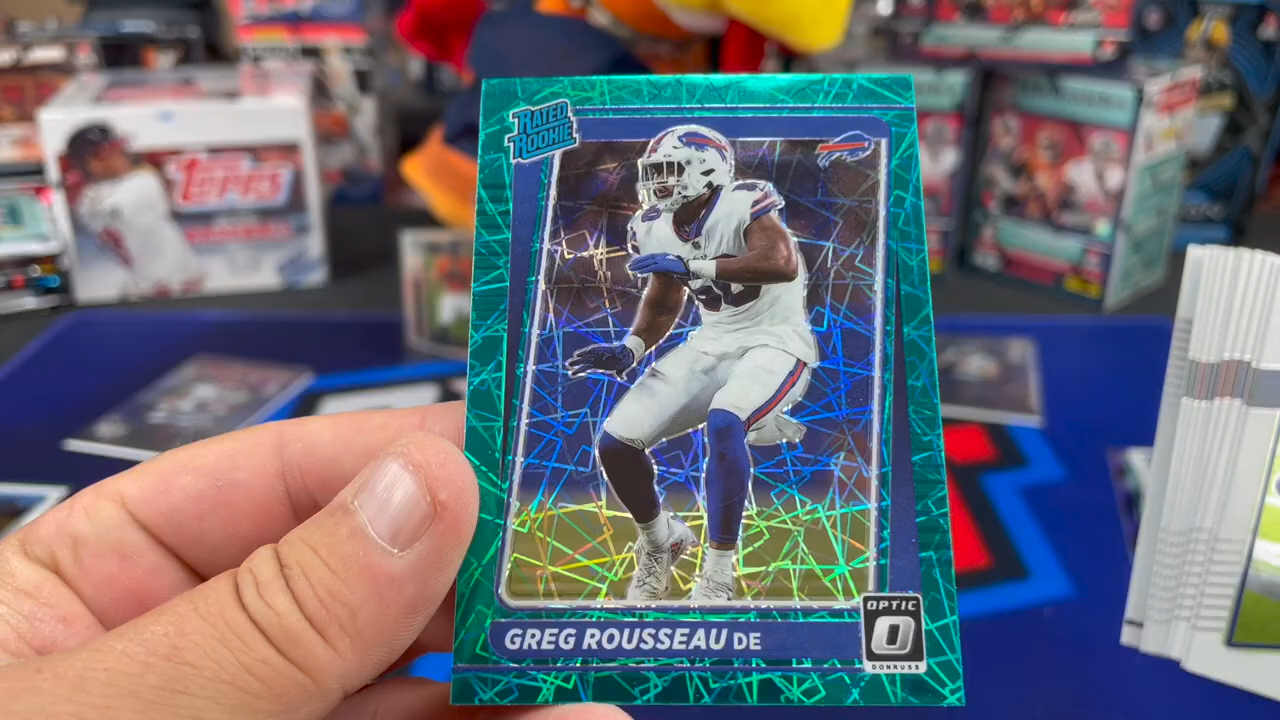 RATED
ROOKIE
TOPPS
GREG ROUSSEAU DE
OPTIC
O
DONRUSS